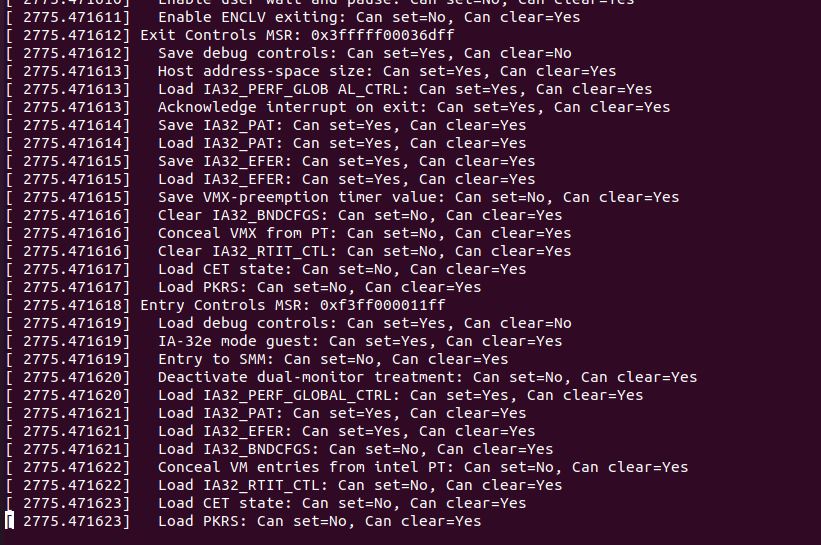 [ 2775.471610]   Enable user wait and pause: Can set=No, Can clear=Yes
[ 2775.471611]   Enable ENCLV exiting: Can set=No, Can clear=Yes
[ 2775.471612] Exit Controls MSR: 0x3fffff00036dff
[ 2775.471612]   Save debug controls: Can set=Yes, Can clear=No
[ 2775.471613]   Host address-space size: Can set=Yes, Can clear=Yes
[ 2775.471613]   Load IA32_PERF_GLOB AL_CTRL: Can set=Yes, Can clear=Yes
[ 2775.471613]   Acknowledge interrupt on exit: Can set=Yes, Can clear=Yes
[ 2775.471614]   Save IA32_PAT: Can set=Yes, Can clear=Yes
[ 2775.471614]   Load IA32_PAT: Can set=Yes, Can clear=Yes
[ 2775.471615]   Save IA32_EFER: Can set=Yes, Can clear=Yes
[ 2775.471615]   Load IA32_EFER: Can set=Yes, Can clear=Yes
[ 2775.471615]   Save VMX-preemption timer value: Can set=No, Can clear=Yes
[ 2775.471616]   Clear IA32_BNDCFGS: Can set=No, Can clear=Yes
[ 2775.471616]   Conceal VMX from PT: Can set=No, Can clear=Yes
[ 2775.471616]   Clear IA32_RTIT_CTL: Can set=No, Can clear=Yes
[ 2775.471617]   Load CET state: Can set=No, Can clear=Yes
[ 2775.471617]   Load PKRS: Can set=No, Can clear=Yes
[ 2775.471618] Entry Controls MSR: 0xf3ff000011ff
[ 2775.471619]   Load debug controls: Can set=Yes, Can clear=No
[ 2775.471619]   IA-32e mode guest: Can set=Yes, Can clear=Yes
[ 2775.471619]   Entry to SMM: Can set=No, Can clear=Yes
[ 2775.471620]   Deactivate dual-monitor treatment: Can set=No, Can clear=Yes
[ 2775.471620]   Load IA32_PERF_GLOBAL_CTRL: Can set=Yes, Can clear=Yes
[ 2775.471621]   Load IA32_PAT: Can set=Yes, Can clear=Yes
[ 2775.471621]   Load IA32_EFER: Can set=Yes, Can clear=Yes
[ 2775.471621]   Load IA32_BNDCFGS: Can set=No, Can clear=Yes
[ 2775.471622]   Conceal VM entries from intel PT: Can set=No, Can clear=Yes
[ 2775.471622]   Load IA32_RTIT_CTL: Can set=No, Can clear=Yes
[ 2775.471623]   Load CET state: Can set=No, Can clear=Yes
[ 2775.471623]   Load PKRS: Can set=No, Can clear=Yes